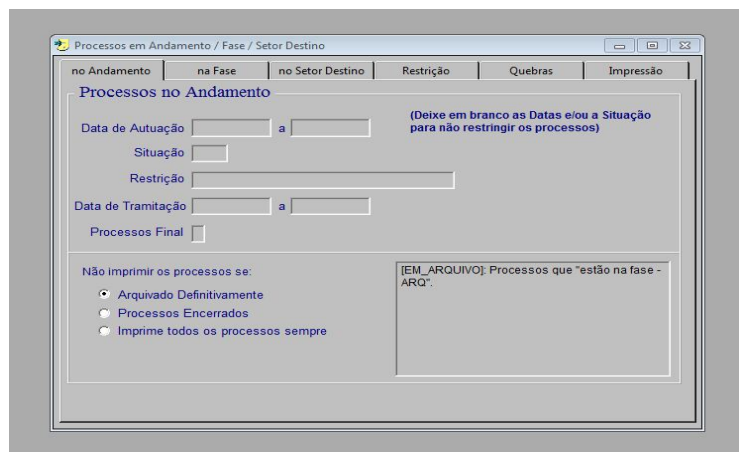 Processos em Andamento / Fase / Setor Destino
no Andamento na Fase no Setor Destino Restrição Quebras Impressão
Processos no Andamento
Data de Autuação a
(Deixe em branco as Datas e/ou a Situação
para não restringir os processos)
Situação
Restrição
Data de Tramitação a
Processos Final
Não imprimir os processos se:
Arquivado Definitivamente
Processos Encerrados
Imprime todos os processos sempre
[EM_ARQUIVO]: Processos que "estão na fase -
ARQ".